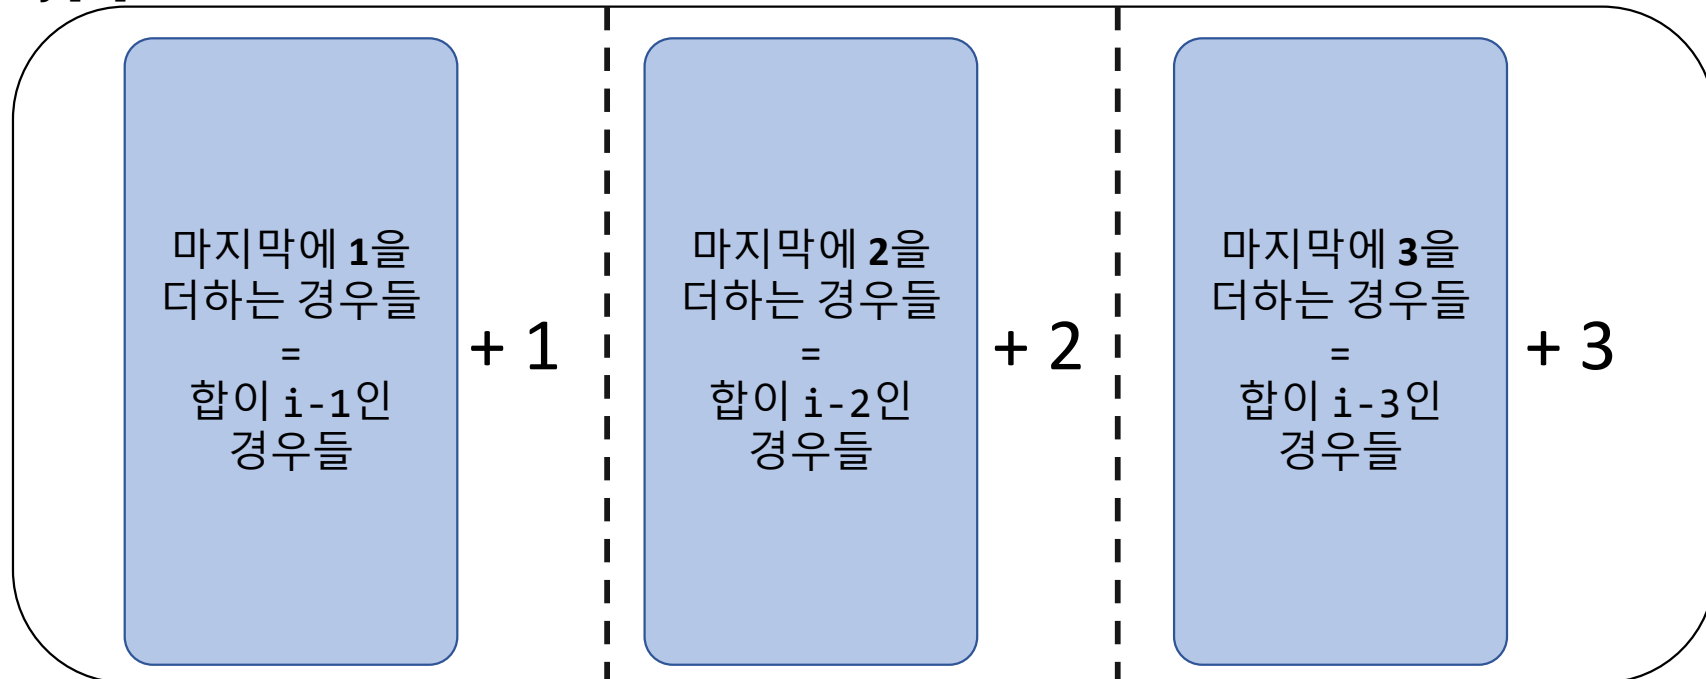 마지막에 1을
더하는 경우들
=
합이 i-1인
경우들
+ 1
마지막에 2을
더하는 경우들
=
합이 i-2인
경우들
+ 2
마지막에 3을
더하는 경우들
=
합이 i-3인
경우들
+ 3